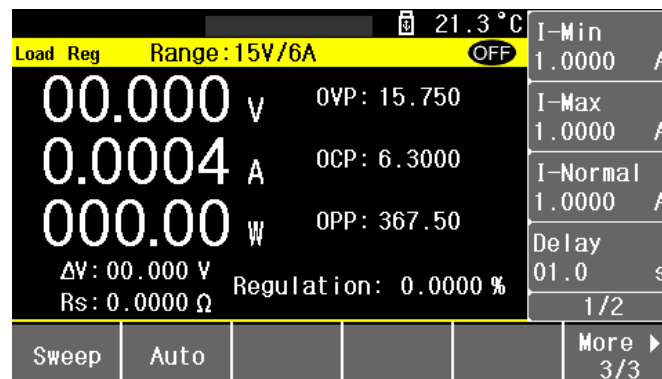 21.3°C
Load Reg Range:15V/6A OFF
00.000 V OVP: 15.750
0.0004 A OCP: 6.3000
000.00 W OPP: 367.50
ΔV: 00.000 V
Rs: 0.0000 Ω
Regulation: 0.0000 %
I-Min
1.0000 A
I-Max
1.0000 A
I-Normal
1.0000 A
Delay
01.0 s
1/2
Sweep Auto More
3/3